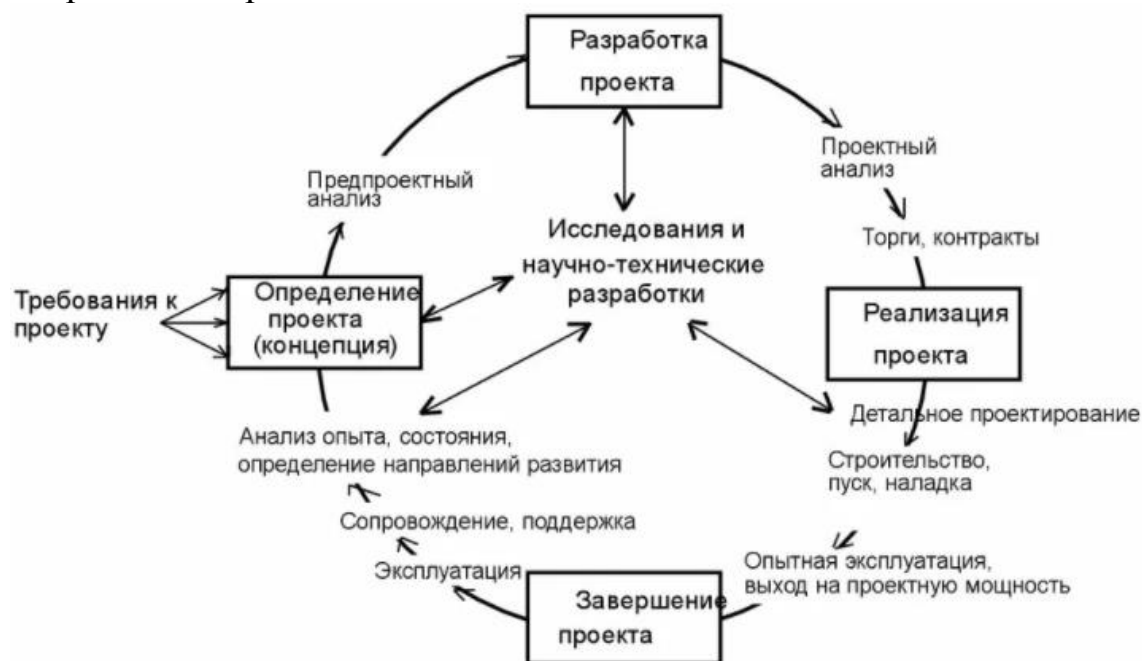 Разработка
проекта
Проектный
анализ
Предпроектный
анализ
Исследования и
научно-технические
разработки
Торги, контракты
Требования к
проекту
Определение
проекта
(концепция)
Реализация
проекта
Детальное проектирование
Анализ опыта, состояния,
определение направлений развития
Строительство,
пуск, наладка
Сопровождение, поддержка
Эксплуатация
Опытная эксплуатация,
выход на проектную мощность
Завершение
проекта